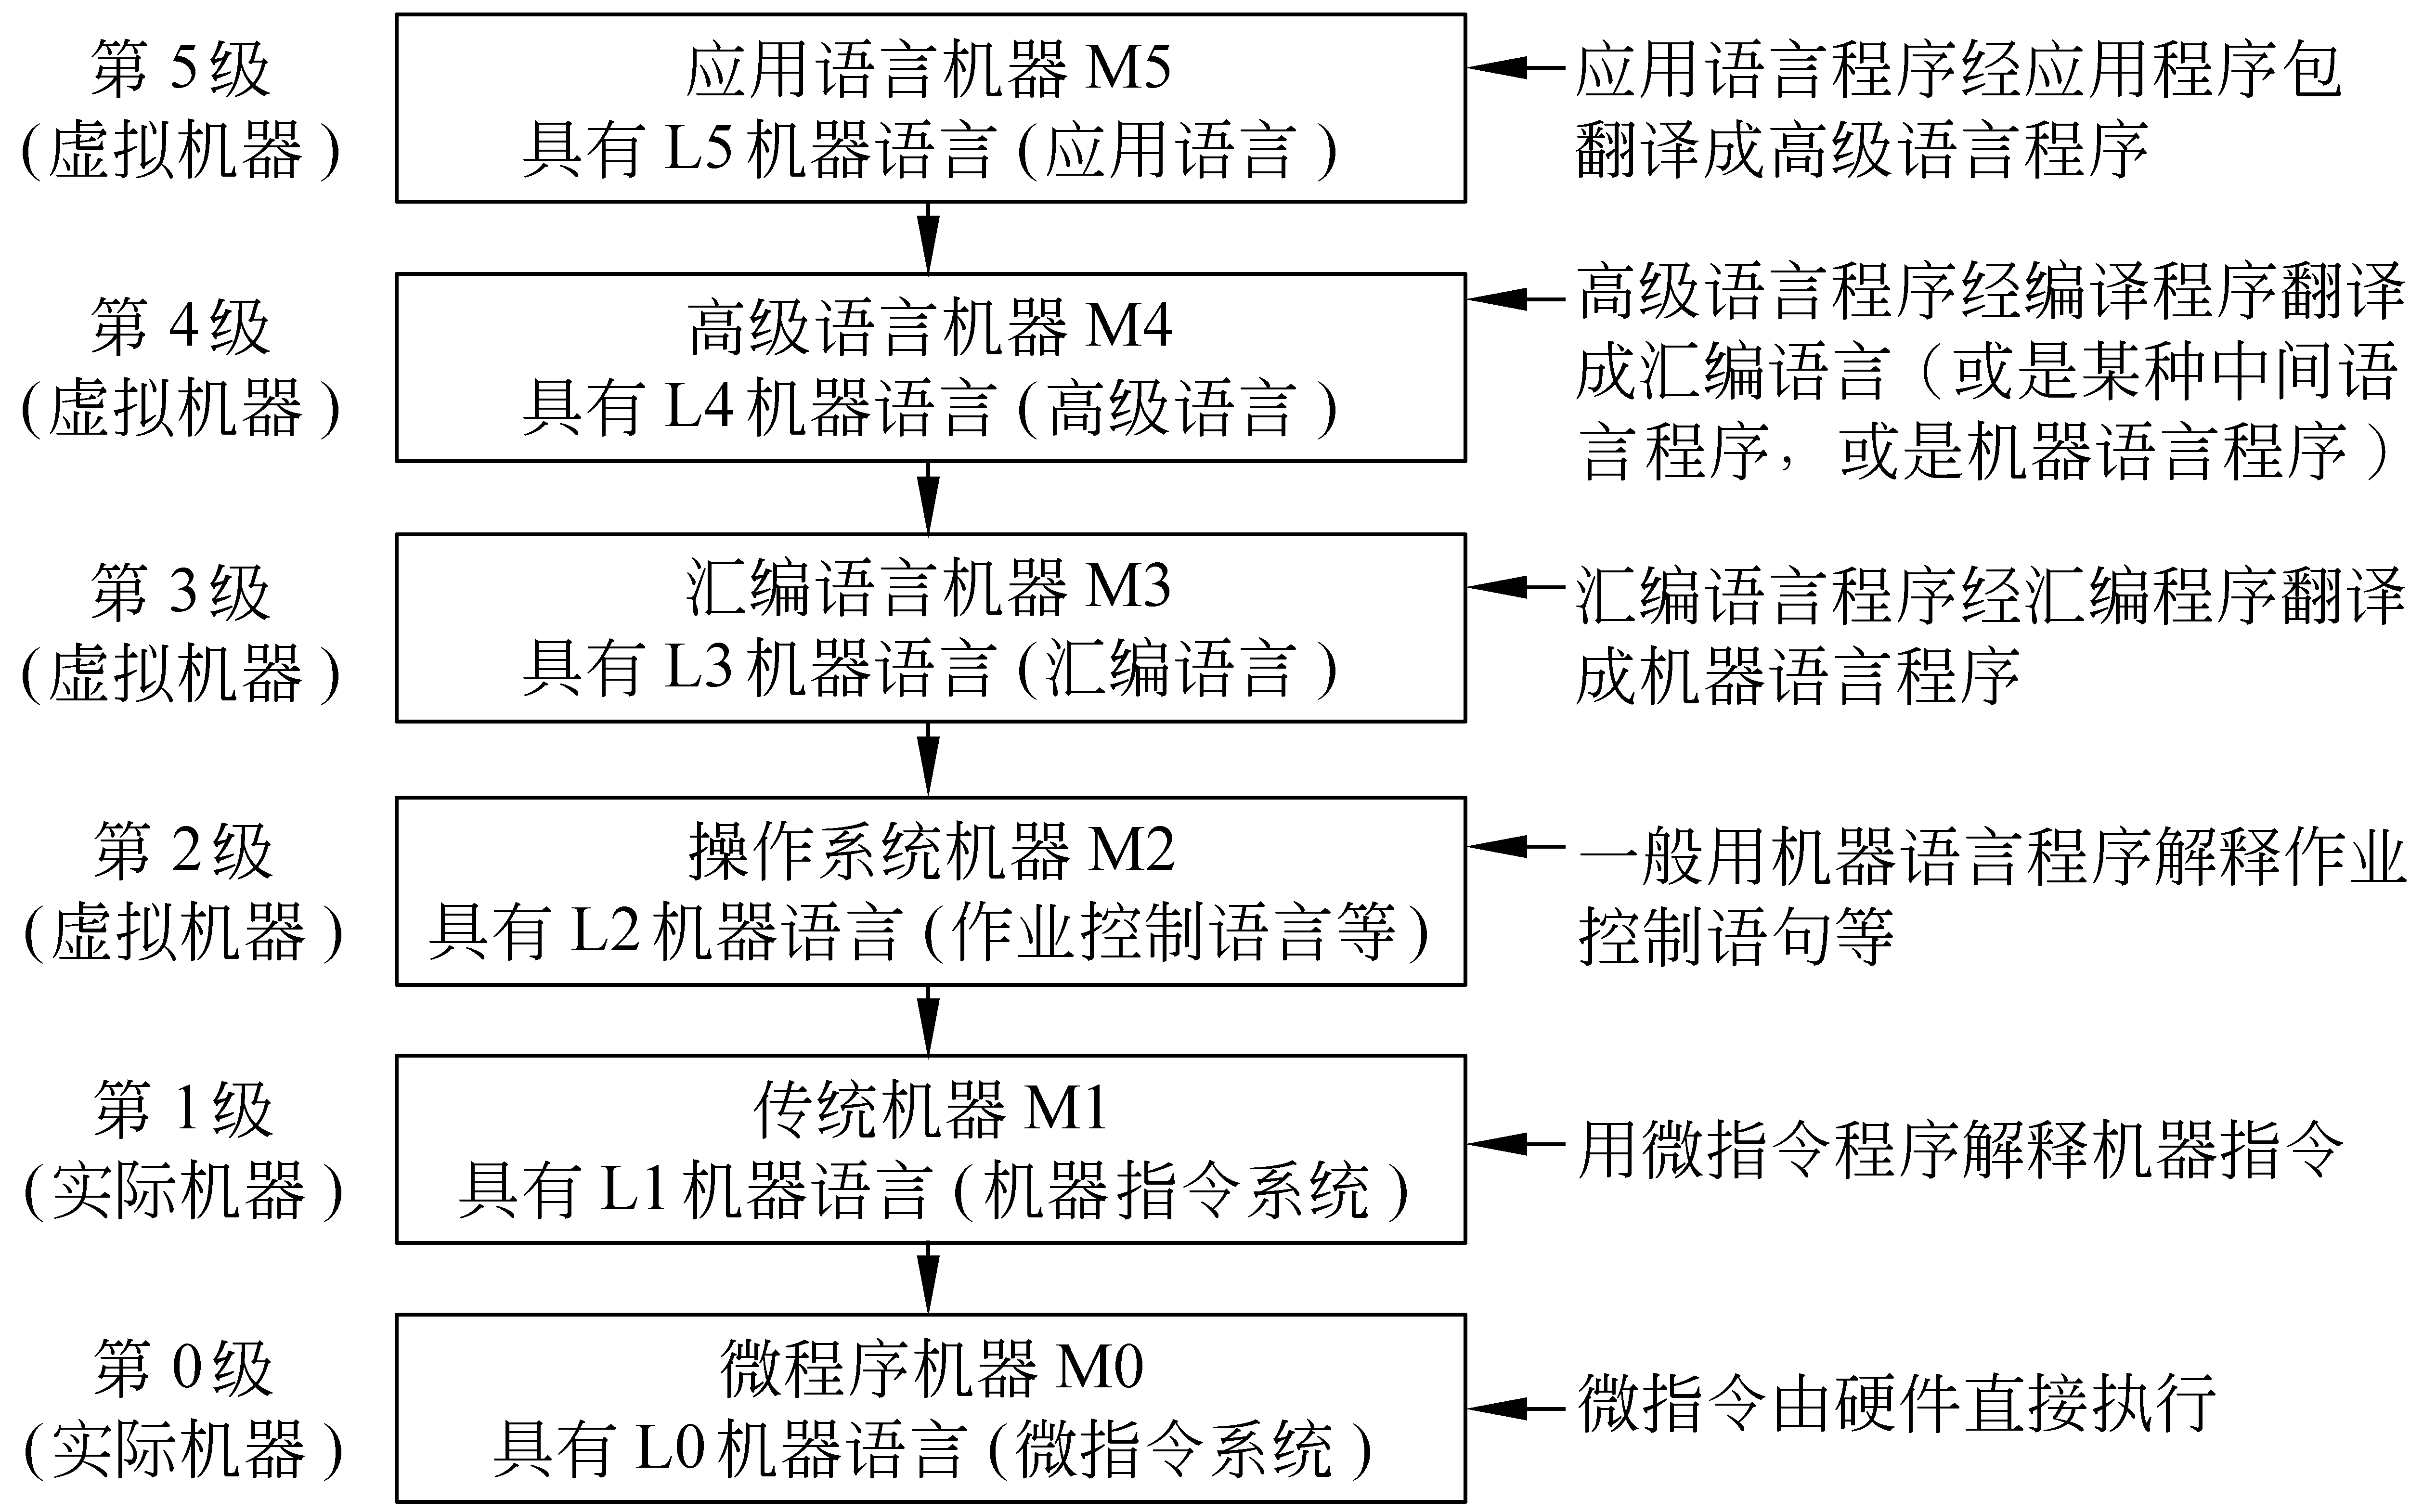 第 5 级
(虚拟机器)
应用语言机器 M5
具有 L5 机器语言(应用语言)
应用语言程序经应用程序包
翻译成高级语言程序
第 4 级
(虚拟机器)
高级语言机器 M4
具有 L4 机器语言(高级语言)
高级语言程序经编译程序翻译
成汇编语言（或是某种中间语
言程序，或是机器语言程序）
第 3 级
(虚拟机器)
汇编语言机器 M3
具有 L3 机器语言(汇编语言)
汇编语言程序经汇编程序翻译
成机器语言程序
第 2 级
(虚拟机器)
操作系统机器 M2
具有 L2 机器语言(作业控制语言等)
一般用机器语言程序解释作业
控制语句等
第 1 级
(实际机器)
传统机器 M1
具有 L1 机器语言(机器指令系统)
用微指令程序解释机器指令
第 0 级
(实际机器)
微程序机器 M0
具有 L0 机器语言(微指令系统)
微指令由硬件直接执行